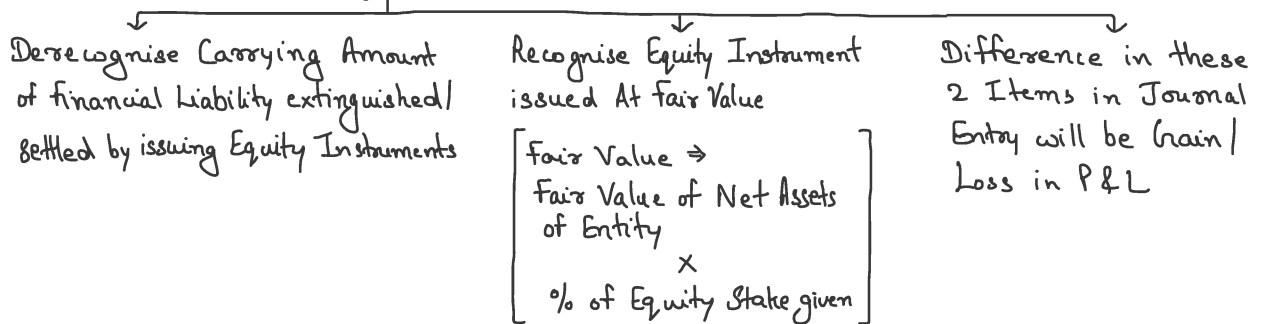 Derecognise Carrying Amount
of financial Liability extinguished/
settled by issuing Equity Instruments
Recognise Equity Instrument
issued At Fair Value
[Fair Value ⇒
Fair Value of Net Assets
of Entity
×
% of Equity Stake given]
Difference in these
2 Items in Journal
Entry will be Gain/
Loss in P&L